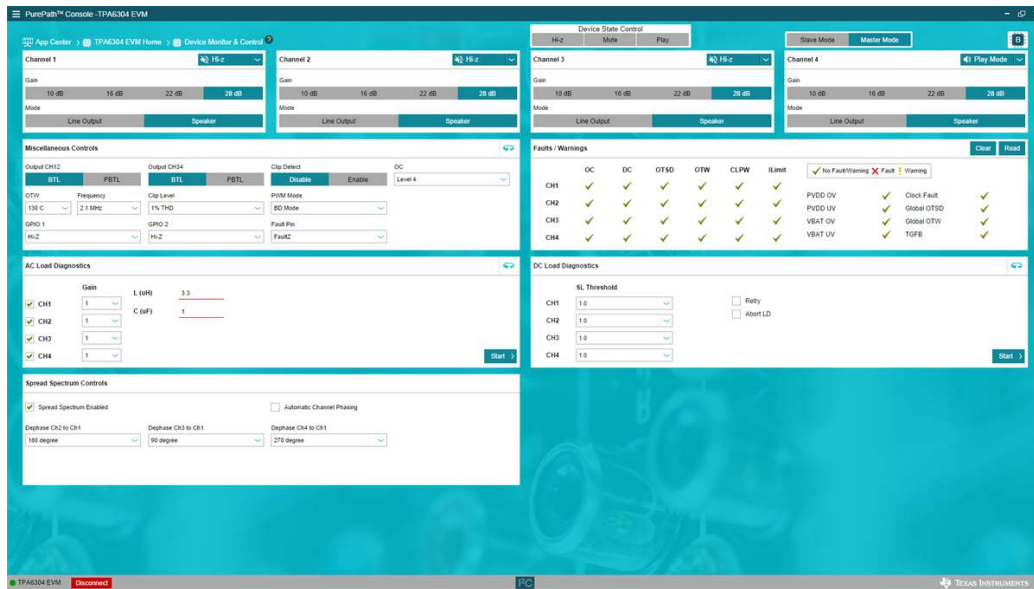 PurePath™ Console -TPA6304 EVM
App Center
TPA6304 EVM Home
Device Monitor & Control
Device State Control
Hi-z Mute Play
Slave Mode Master Mode
B
Channel 1 Hi-z
Gain
10 dB 16 dB 22 dB 28 dB
Mode
Line Output Speaker
Channel 2 Hi-z
Gain
10 dB 16 dB 22 dB 28 dB
Mode
Line Output Speaker
Channel 3 Hi-z
Gain
10 dB 16 dB 22 dB 28 dB
Mode
Line Output Speaker
Channel 4 Play Mode
Gain
10 dB 16 dB 22 dB 28 dB
Mode
Line Output Speaker
Miscellaneous Controls
Output CH12 Output CH34 Clip Detect OC
BTL PBTL BTL PBTL Disable Enable Level 4
OTW Frequency Clip Level PWM Mode
130 C 2.1 MHz 1% THD BD Mode
GPIO 1 GPIO 2 Fault Pin
Hi-Z Hi-Z FaultZ
Faults / Warnings Clear Read
OC DC OTSD OTW CLPW ILimit
No Fault/Warning Fault Warning
CH1
CH2
CH3
CH4
PVDD OV Clock Fault
PVDD UV Global OTSD
VBAT OV Global OTW
VBAT UV TGFB
AC Load Diagnostics
Gain
CH1 1
CH2 1
CH3 1
CH4 1
L (uH) 3.3
C (uF) 1
Start
DC Load Diagnostics
SL Threshold
CH1 1.0
CH2 1.0
CH3 1.0
CH4 1.0
Retry
Abort LD
Start
Spread Spectrum Controls
Spread Spectrum Enabled Automatic Channel Phasing
Dephase Ch2 to Ch1 Dephase Ch3 to Ch1 Dephase Ch4 to Ch1
180 degree 90 degree 270 degree
TPA6304 EVM Disconnect I²C TEXAS INSTRUMENTS